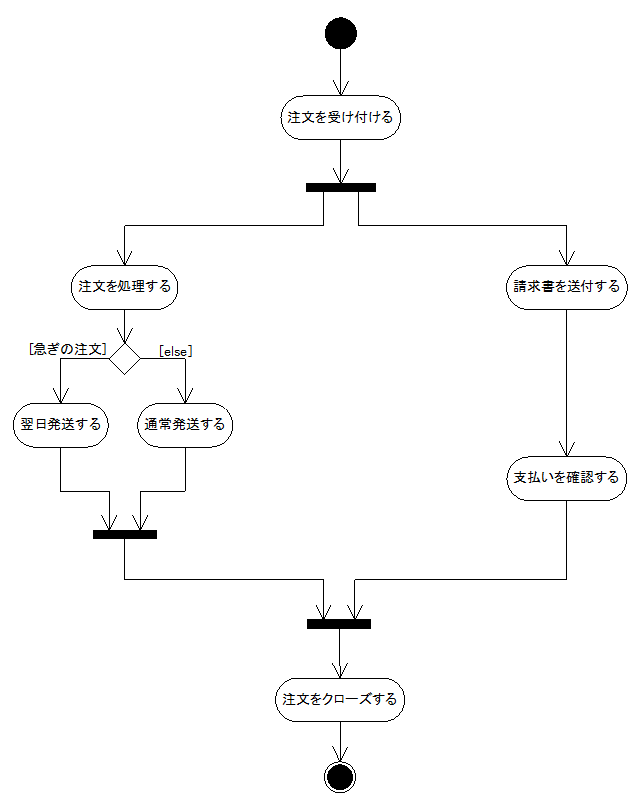 注文を受け付ける
注文を処理する
請求書を送付する
[急ぎの注文]
[else]
翌日発送する
通常発送する
支払いを確認する
注文をクローズする